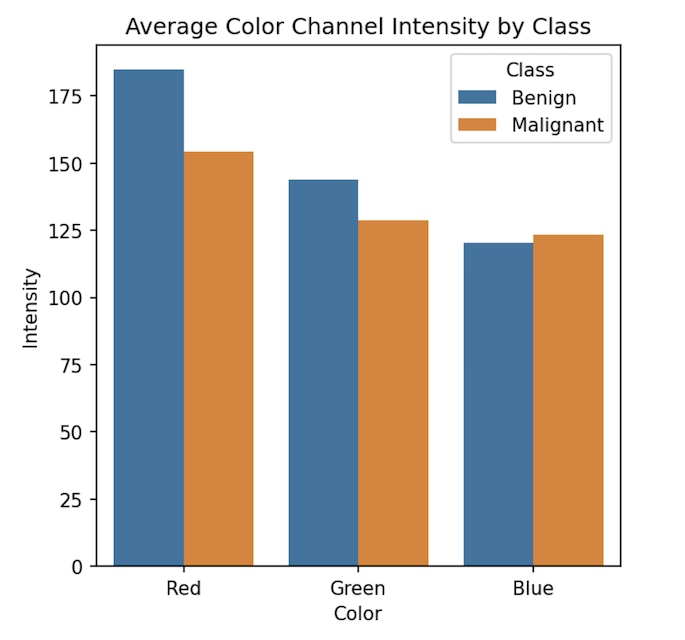 Average Color Channel Intensity by Class
Class
Benign
Malignant
175
150
125
100
75
50
25
0
Intensity
Red Green Blue
Color